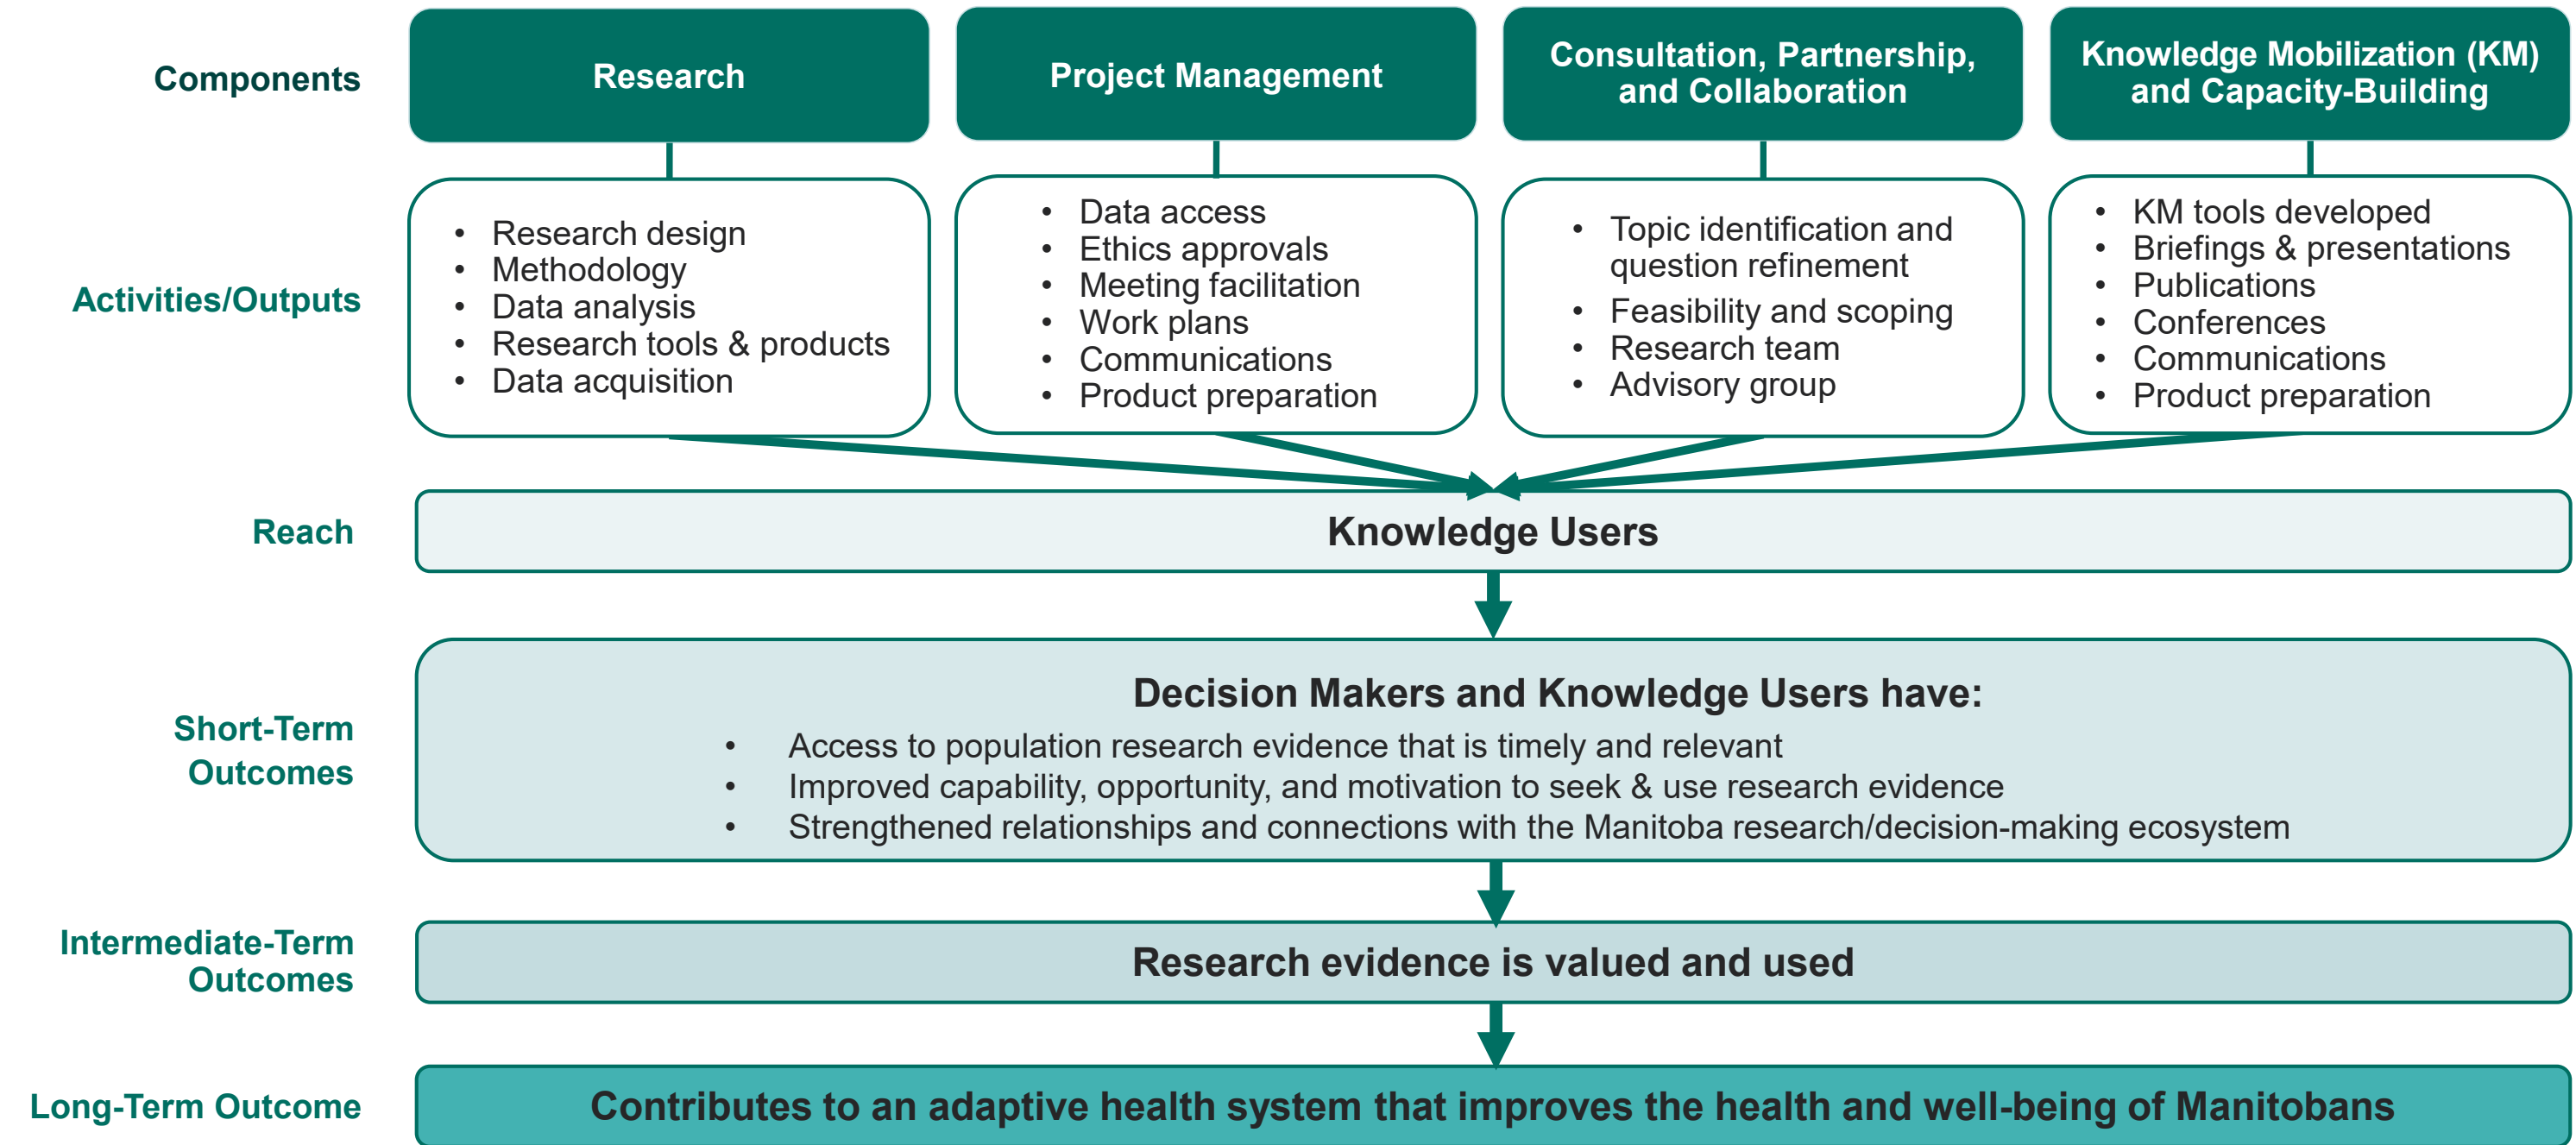 Components
Research
Project Management
Consultation, Partnership,
and Collaboration
Knowledge Mobilization (KM)
and Capacity-Building
Activities/Outputs
• Research design
• Methodology
• Data analysis
• Research tools & products
• Data acquisition
• Data access
• Ethics approvals
• Meeting facilitation
• Work plans
• Communications
• Product preparation
• Topic identification and
question refinement
• Feasibility and scoping
• Research team
• Advisory group
• KM tools developed
• Briefings & presentations
• Publications
• Conferences
• Communications
• Product preparation
Reach
Knowledge Users
Short-Term
Outcomes
Decision Makers and Knowledge Users have:
• Access to population research evidence that is timely and relevant
• Improved capability, opportunity, and motivation to seek & use research evidence
• Strengthened relationships and connections with the Manitoba research/decision-making ecosystem
Intermediate-Term
Outcomes
Research evidence is valued and used
Long-Term Outcome
Contributes to an adaptive health system that improves the health and well-being of Manitobans